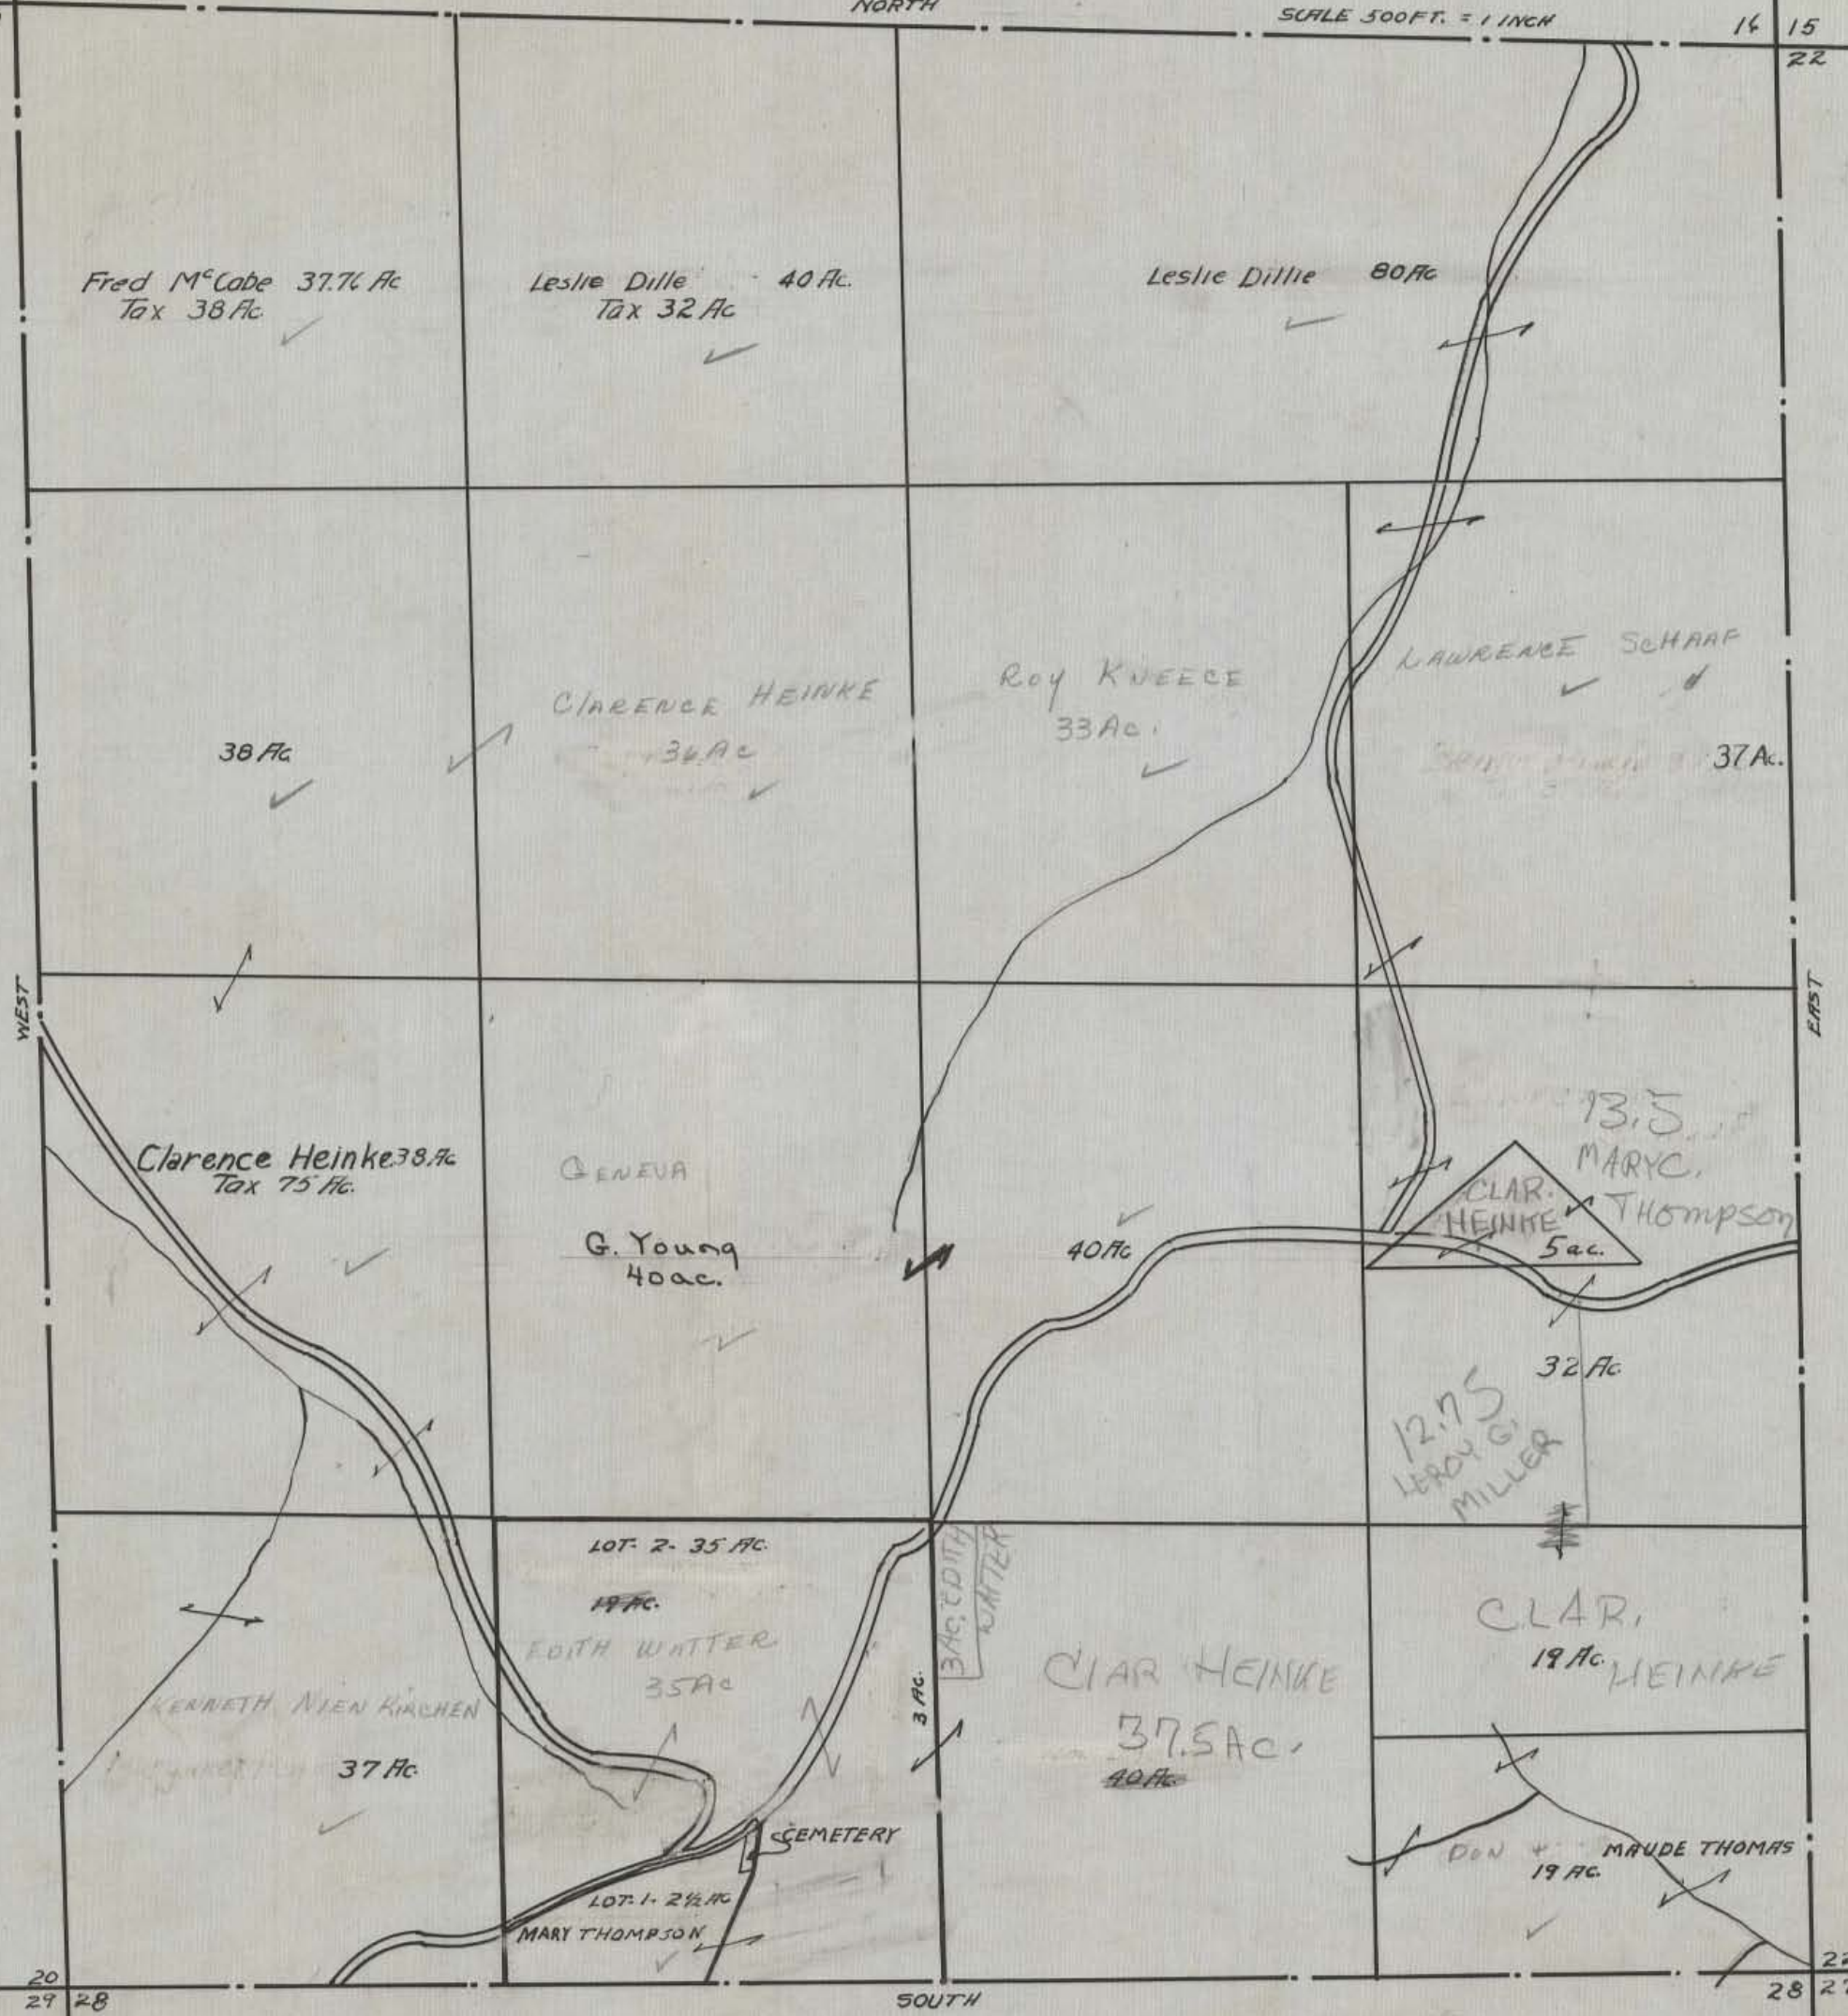 NORTH
SCALE 500FT. = 1 INCH
15
22
Fred McCabe 37.76 Ac
Tax 38 Ac.
Leslie Dille 40 Ac.
Tax 32 Ac
Leslie Dillie 80 Ac
38 Ac.
CLARENCE HEINKE
36 Ac
ROY KNEECE
33 Ac.
LAWRENCE SCHAAF
37 Ac.
WEST
EAST
Clarence Heinke 38 Ac
Tax 75 Ac.
GENEVA
G. Young
40 ac.
40 Ac
13.5
MARY C.
THOMPSON
CLAR.
HEINKE
5 ac.
32 Ac.
12.75
LEROY G.
MILLER
LOT- 2- 35 AC.
19 AC.
EDITH WATTER
35 Ac
3 AC. EDITH
WATTER
3 AC.
KENNETH NIEN KIRCHEN
37 Ac.
CLAR HEINKE
37.5 AC.
40 Ac.
CLAR.
19 Ac.
HEINKE
CEMETERY
LOT- 1- 2½ AC
MARY THOMPSON
DON + MAUDE THOMAS
19 AC.
20
29 28
SOUTH
22
28